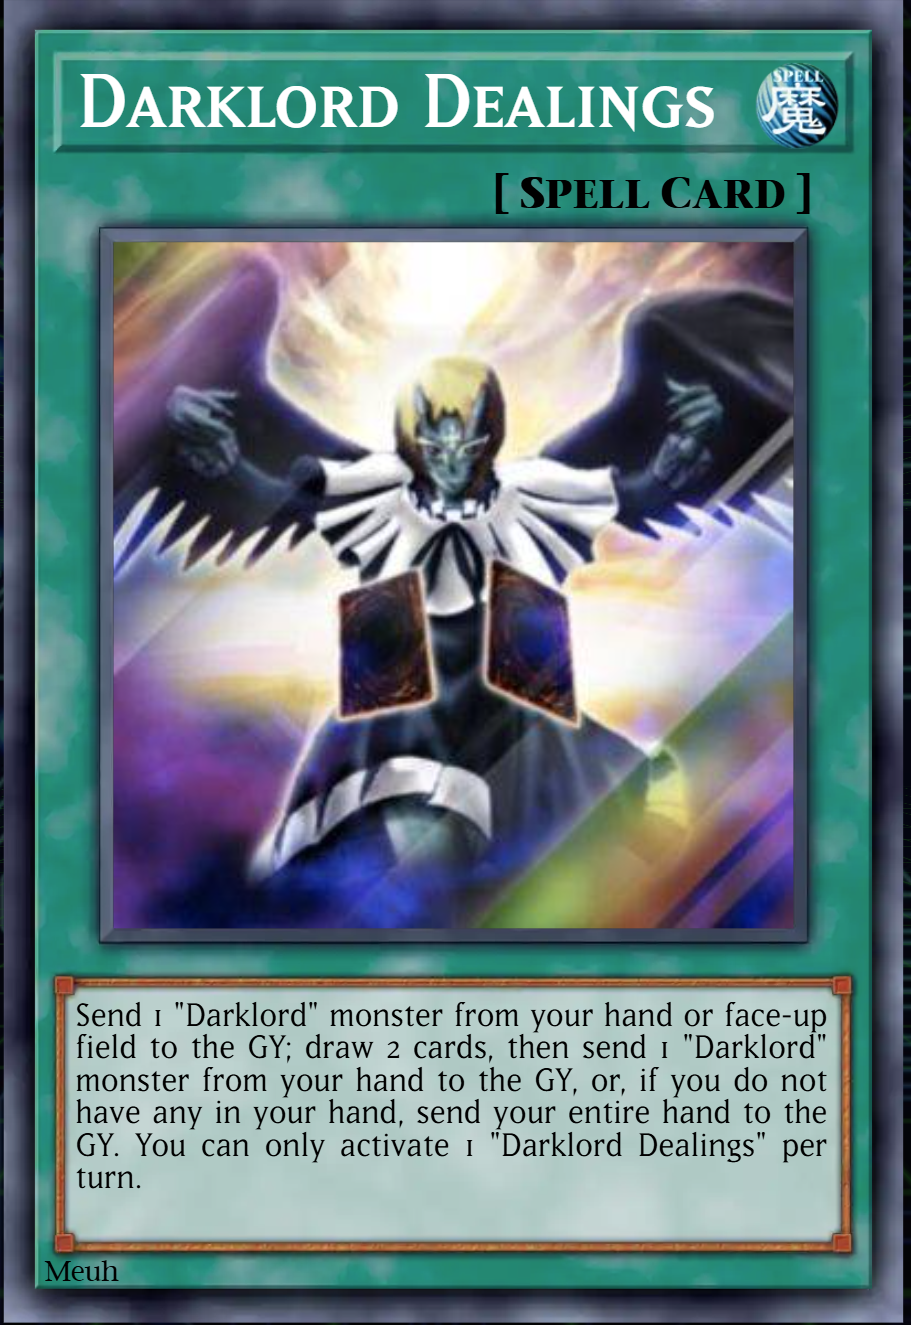 Darklord Dealings
SPELL
魔
[ Spell Card ]
Send 1 "Darklord" monster from your hand or face-up
field to the GY; draw 2 cards, then send 1 "Darklord"
monster from your hand to the GY, or, if you do not
have any in your hand, send your entire hand to the
GY. You can only activate 1 "Darklord Dealings" per
turn.
Meuh